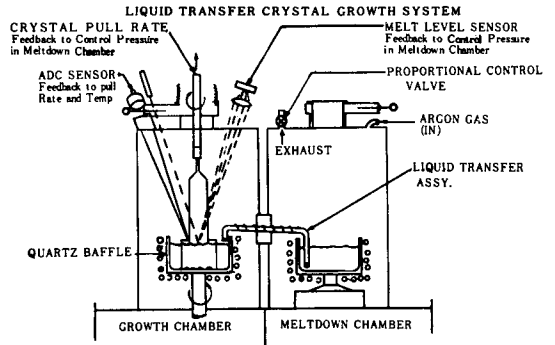 LIQUID TRANSFER CRYSTAL GROWTH SYSTEM
CRYSTAL PULL RATE
Feedback to Control Pressure
in Meltdown Chamber
MELT LEVEL SENSOR
Feedback to Control Pressure
in Meltdown Chamber
ADC SENSOR
Feedback to pull
Rate and Temp
PROPORTIONAL CONTROL
VALVE
ARGON GAS
(IN)
EXHAUST
LIQUID TRANSFER
ASSY.
QUARTZ BAFFLE
GROWTH CHAMBER
MELTDOWN CHAMBER